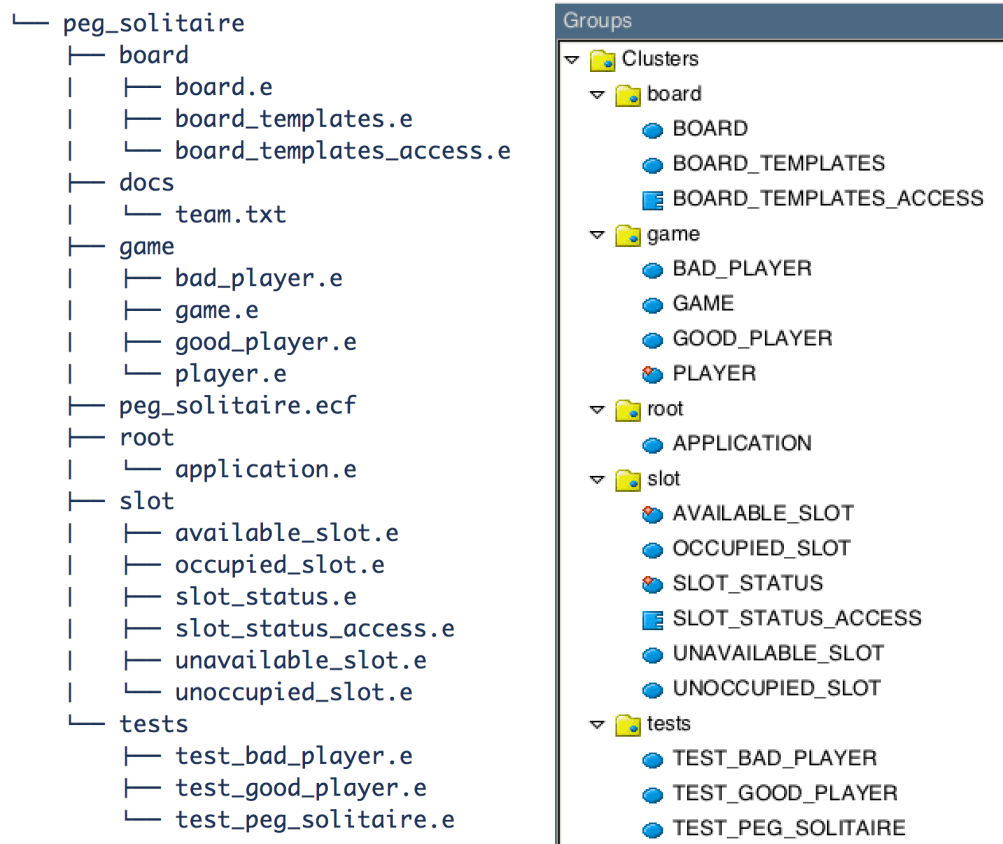 └── peg_solitaire
    ├── board
    |   ├── board.e
    |   ├── board_templates.e
    |   └── board_templates_access.e
    ├── docs
    |   └── team.txt
    ├── game
    |   ├── bad_player.e
    |   ├── game.e
    |   ├── good_player.e
    |   └── player.e
    ├── peg_solitaire.ecf
    ├── root
    |   └── application.e
    ├── slot
    |   ├── available_slot.e
    |   ├── occupied_slot.e
    |   ├── slot_status.e
    |   ├── slot_status_access.e
    |   ├── unavailable_slot.e
    |   └── unoccupied_slot.e
    └── tests
        ├── test_bad_player.e
        ├── test_good_player.e
        └── test_peg_solitaire.e
Groups
Clusters
board
BOARD
BOARD_TEMPLATES
BOARD_TEMPLATES_ACCESS
game
BAD_PLAYER
GAME
GOOD_PLAYER
PLAYER
root
APPLICATION
slot
AVAILABLE_SLOT
OCCUPIED_SLOT
SLOT_STATUS
SLOT_STATUS_ACCESS
UNAVAILABLE_SLOT
UNOCCUPIED_SLOT
tests
TEST_BAD_PLAYER
TEST_GOOD_PLAYER
TEST_PEG_SOLITAIRE